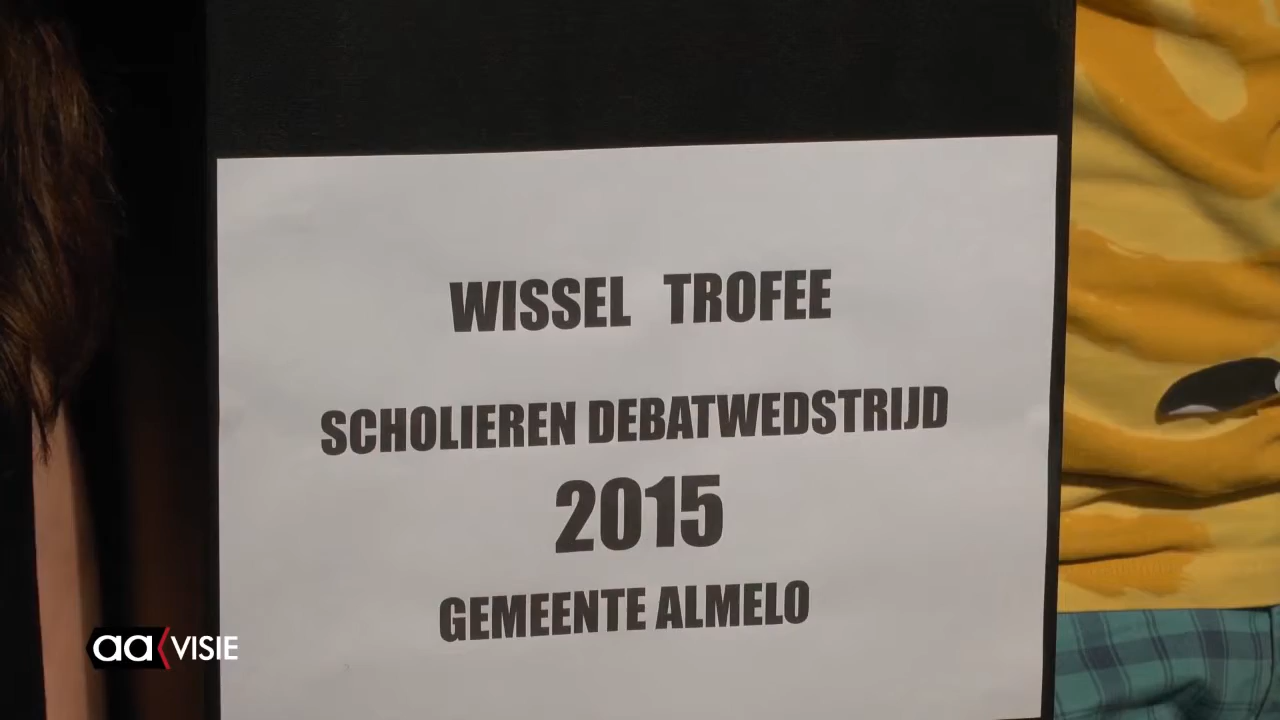 WISSEL TROFEE
SCHOLIEREN DEBATWEDSTRIJD
2015
GEMEENTE ALMELO
aa VISIE